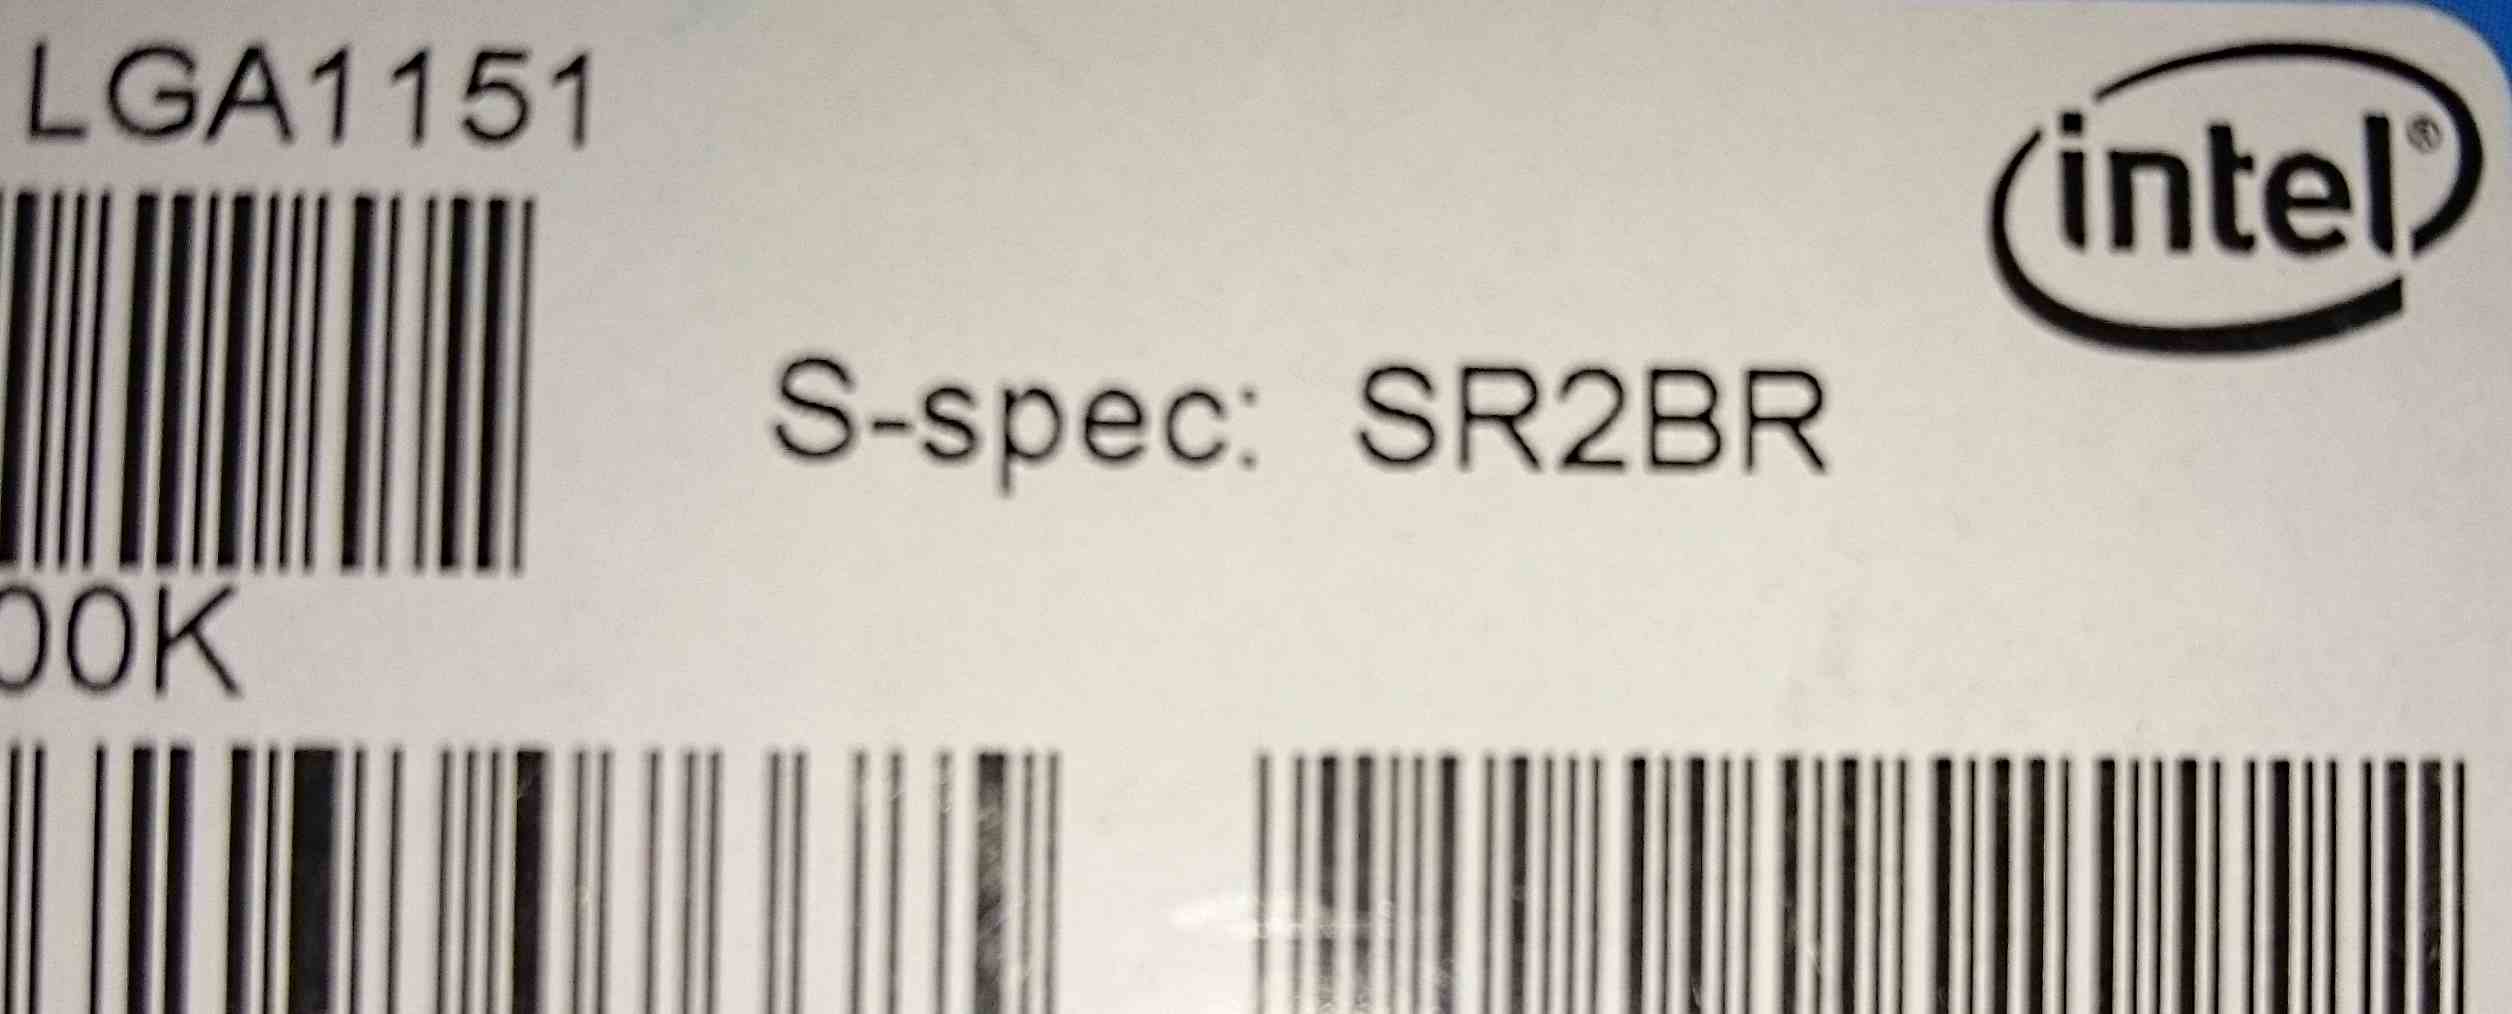 LGA1151
intel®
S-spec: SR2BR
00K